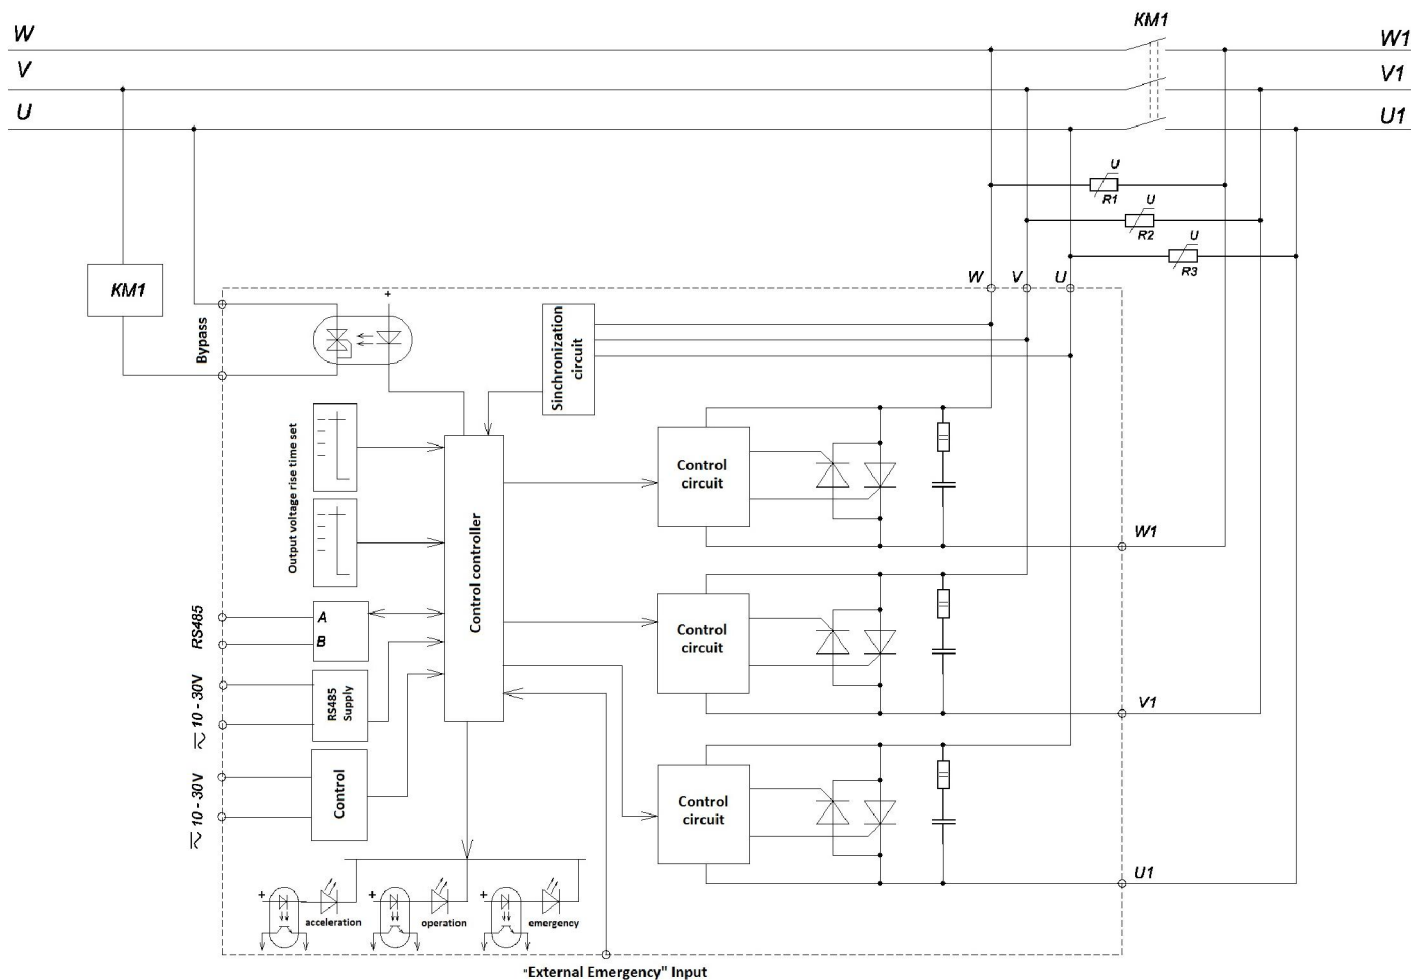 KM1
W
W1
V
V1
U
U1
U
R1
U
R2
U
R3
W
V
U
KM1
+
Bypass
Sinchronization
circuit
Output voltage rise time set
Control
circuit
Control controller
W1
RS485
A
B
Control
circuit
10 - 30V
RS485
Supply
V1
10 - 30V
Control
Control
circuit
U1
+
acceleration
+
operation
+
emergency
"External Emergency" Input